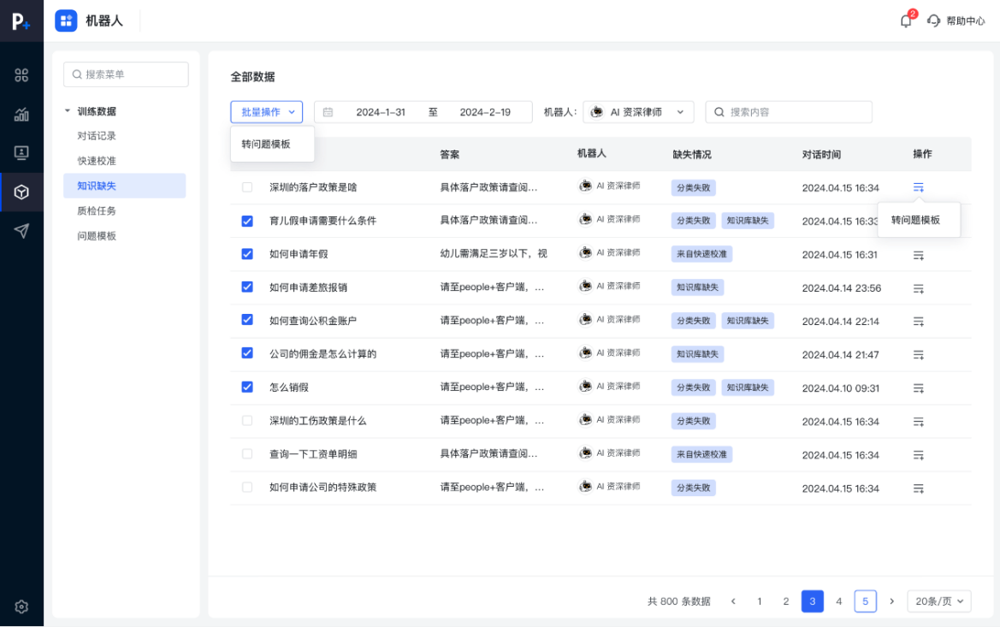 P+
机器人
2
帮助中心
搜索菜单
训练数据
对话记录
快速校准
知识缺失
质检任务
问题模板
全部数据
批量操作
2024-1-31 至 2024-2-19
机器人: AI 资深律师
搜索内容
转问题模板
答案 机器人 缺失情况 对话时间 操作
深圳的落户政策是啥 具体落户政策请查阅... AI 资深律师 分类失败 2024.04.15 16:34
育儿假申请需要什么条件 具体落户政策请查阅... AI 资深律师 分类失败 知识库缺失 2024.04.15 16:33
转问题模板
如何申请年假 幼儿需满足三岁以下，视 AI 资深律师 来自快速校准 2024.04.15 16:31
如何申请差旅报销 请至people+客户端，... AI 资深律师 知识库缺失 2024.04.14 23:56
如何查询公积金账户 请至people+客户端，... AI 资深律师 分类失败 知识库缺失 2024.04.14 22:14
公司的佣金是怎么计算的 请至people+客户端，... AI 资深律师 知识库缺失 2024.04.14 21:47
怎么销假 请至people+客户端，... AI 资深律师 分类失败 知识库缺失 2024.04.10 09:31
深圳的工伤政策是什么 请至people+客户端，... AI 资深律师 分类失败 2024.04.15 16:34
查询一下工资单明细 具体落户政策请查阅... AI 资深律师 来自快速校准 2024.04.15 16:34
如何申请公司的特殊政策 请至people+客户端，... AI 资深律师 分类失败 2024.04.15 16:34
共 800 条数据 1 2 3 4 5 20条/页